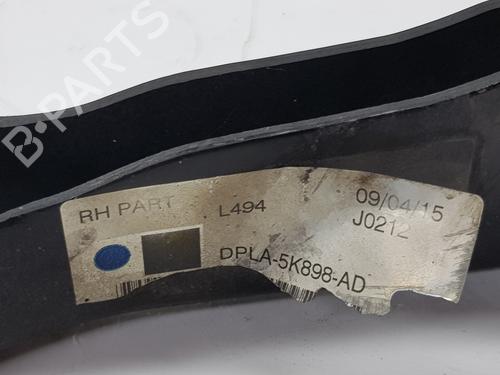 B-PARTS
RH PART
L494
09/04/15
J0212
DPLA-5K898-AD